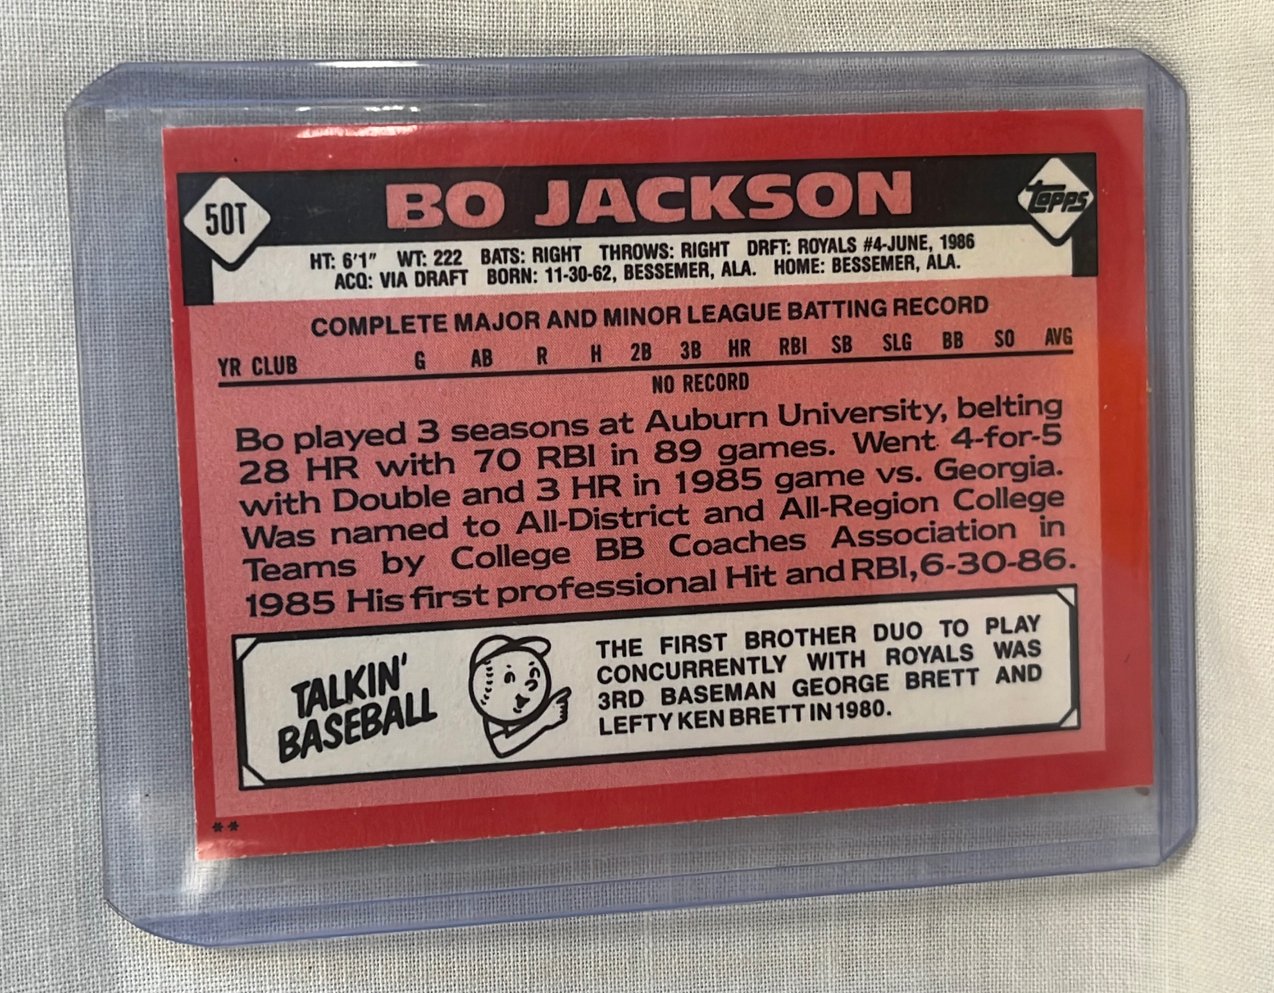 50T
BO JACKSON
TOPPS
HT: 6'1" WT: 222 BATS: RIGHT THROWS: RIGHT DRFT: ROYALS #4-JUNE, 1986
ACQ: VIA DRAFT BORN: 11-30-62, BESSEMER, ALA. HOME: BESSEMER, ALA.
COMPLETE MAJOR AND MINOR LEAGUE BATTING RECORD
YR CLUB G AB R H 2B 3B HR RBI SB SLG BB SO AVG
NO RECORD
Bo played 3 seasons at Auburn University, belting
28 HR with 70 RBI in 89 games. Went 4-for-5
with Double and 3 HR in 1985 game vs. Georgia.
Was named to All-District and All-Region College
Teams by College BB Coaches Association in
1985 His first professional Hit and RBI, 6-30-86.
TALKIN'
BASEBALL
THE FIRST BROTHER DUO TO PLAY
CONCURRENTLY WITH ROYALS WAS
3RD BASEMAN GEORGE BRETT AND
LEFTY KEN BRETT IN 1980.
**